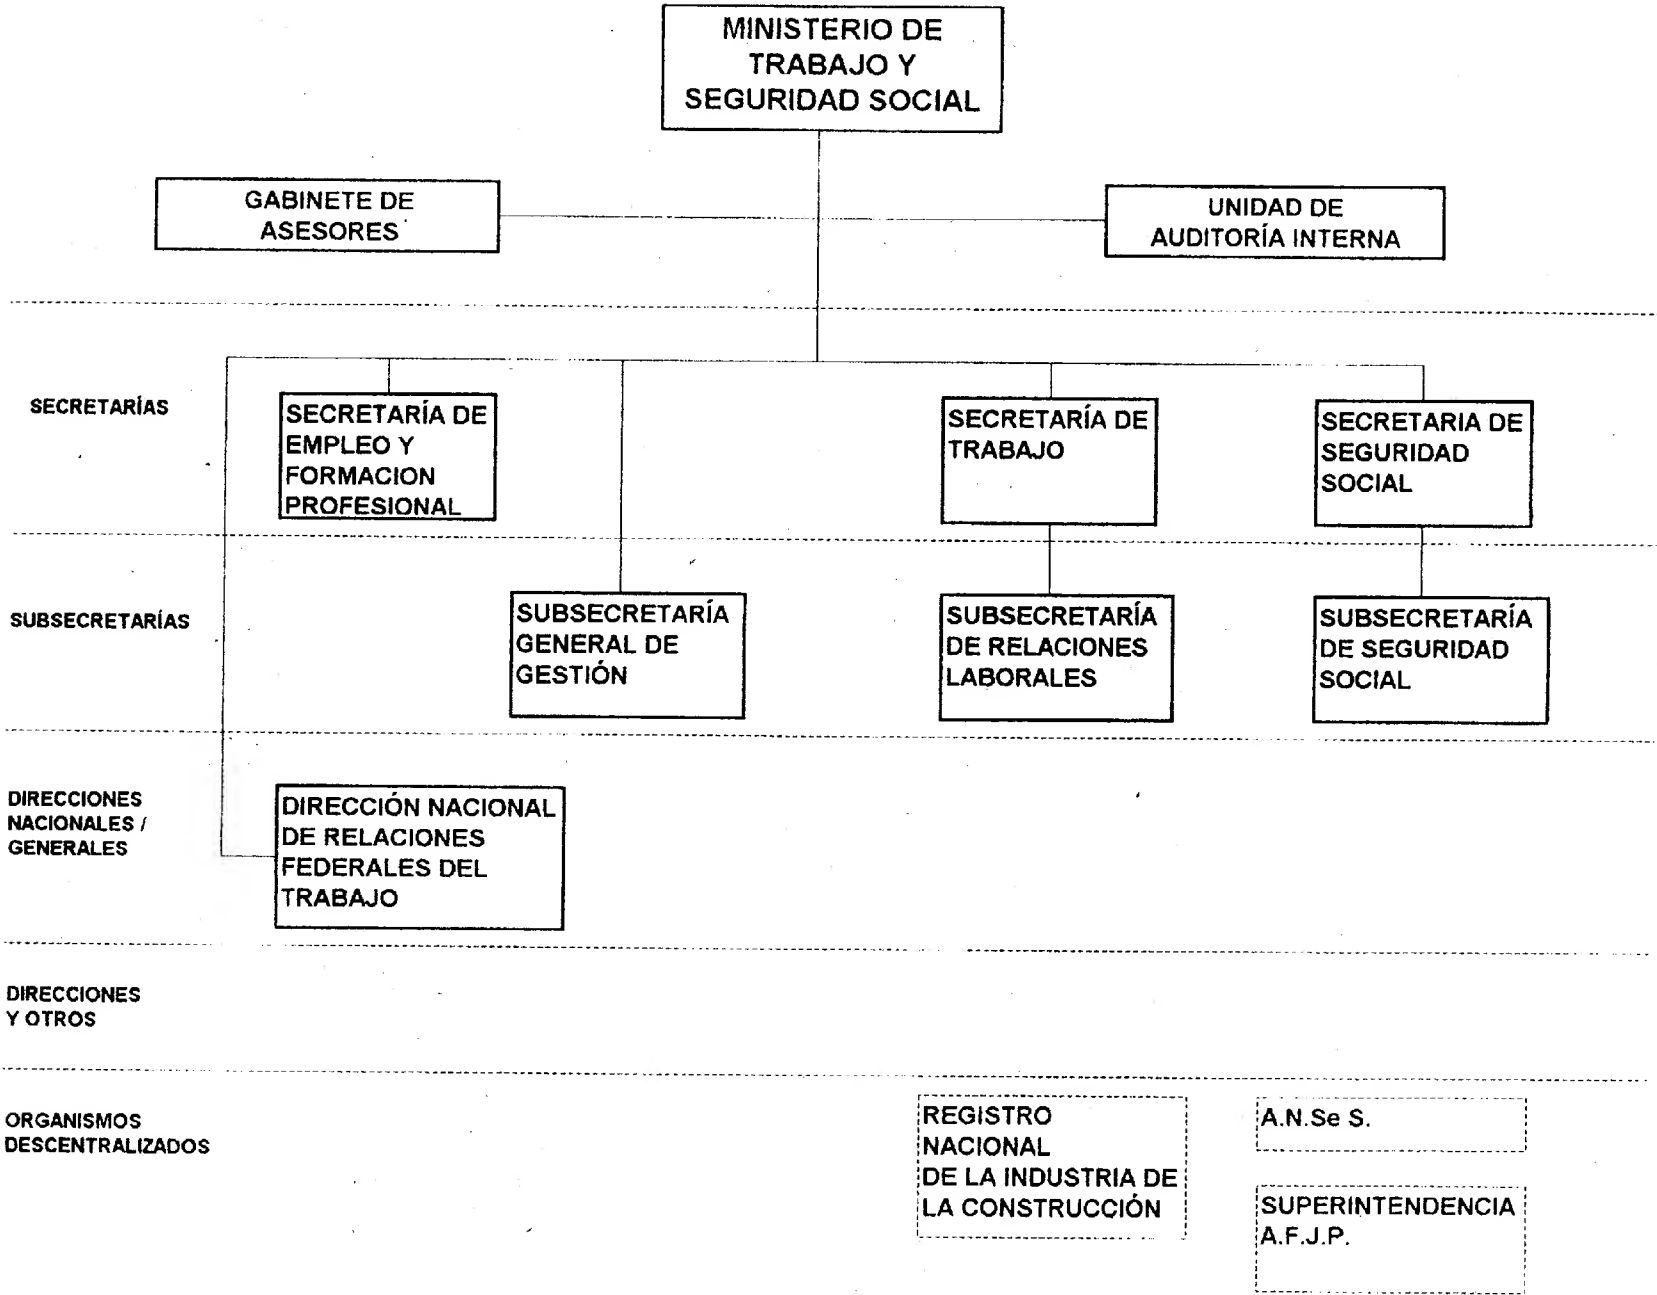 MINISTERIO DE
TRABAJO Y
SEGURIDAD SOCIAL
GABINETE DE
ASESORES
UNIDAD DE
AUDITORÍA INTERNA
SECRETARÍAS
SECRETARÍA DE
EMPLEO Y
FORMACION
PROFESIONAL
SECRETARÍA DE
TRABAJO
SECRETARIA DE
SEGURIDAD
SOCIAL
SUBSECRETARÍAS
SUBSECRETARÍA
GENERAL DE
GESTIÓN
SUBSECRETARÍA
DE RELACIONES
LABORALES
SUBSECRETARÍA
DE SEGURIDAD
SOCIAL
DIRECCIONES
NACIONALES /
GENERALES
DIRECCIÓN NACIONAL
DE RELACIONES
FEDERALES DEL
TRABAJO
DIRECCIONES
Y OTROS
ORGANISMOS
DESCENTRALIZADOS
REGISTRO
NACIONAL
DE LA INDUSTRIA DE
LA CONSTRUCCIÓN
A.N.Se S.
SUPERINTENDENCIA
A.F.J.P.